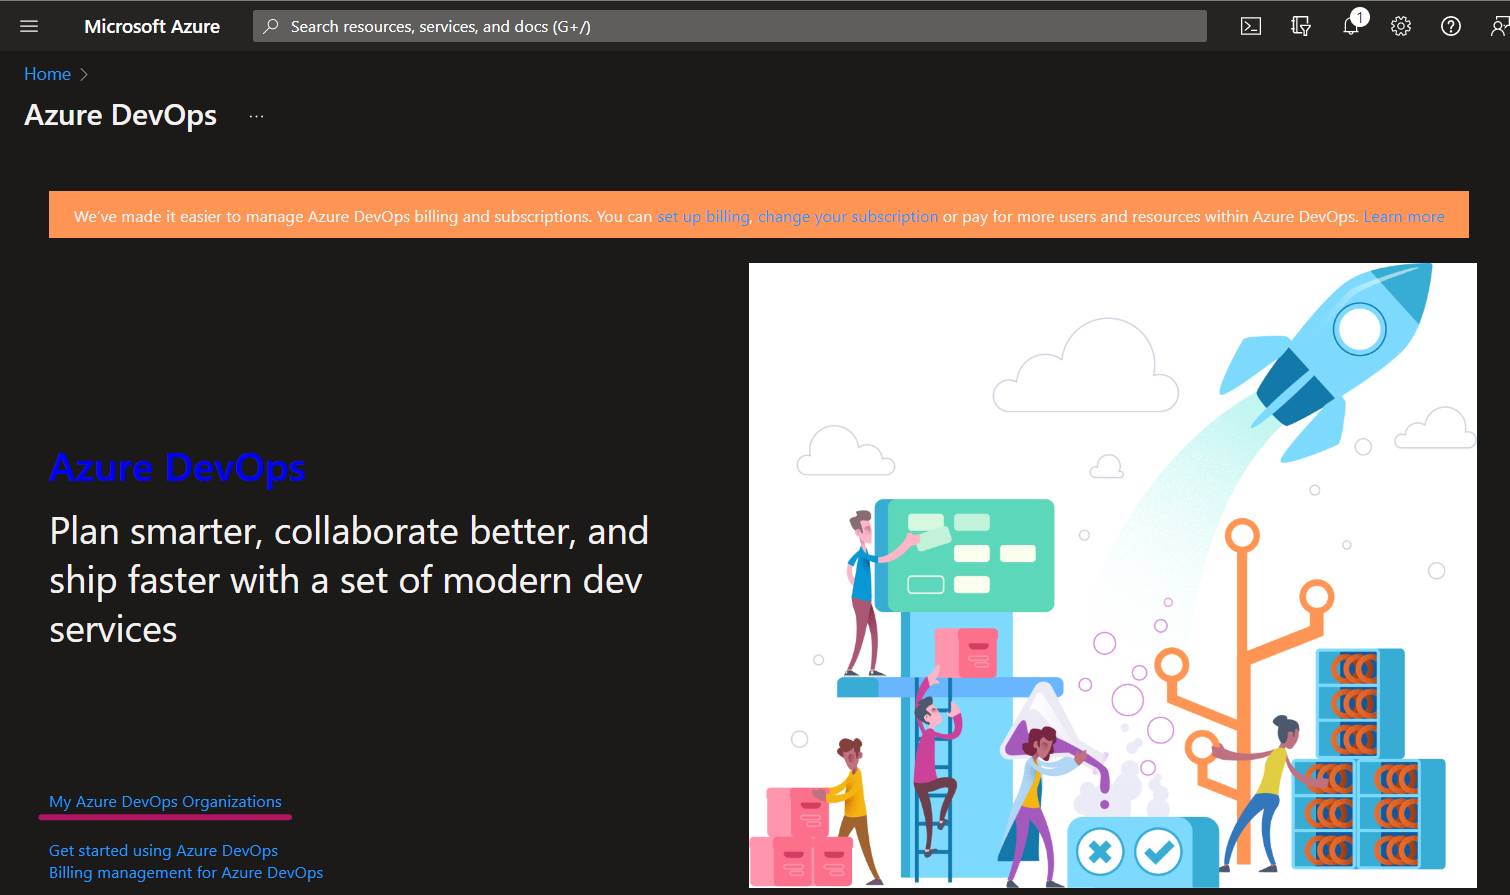 Microsoft Azure
Search resources, services, and docs (G+/)
1
Home
Azure DevOps
...
We've made it easier to manage Azure DevOps billing and subscriptions. You can set up billing, change your subscription or pay for more users and resources within Azure DevOps. Learn more
Azure DevOps
Plan smarter, collaborate better, and
ship faster with a set of modern dev
services
My Azure DevOps Organizations
Get started using Azure DevOps
Billing management for Azure DevOps